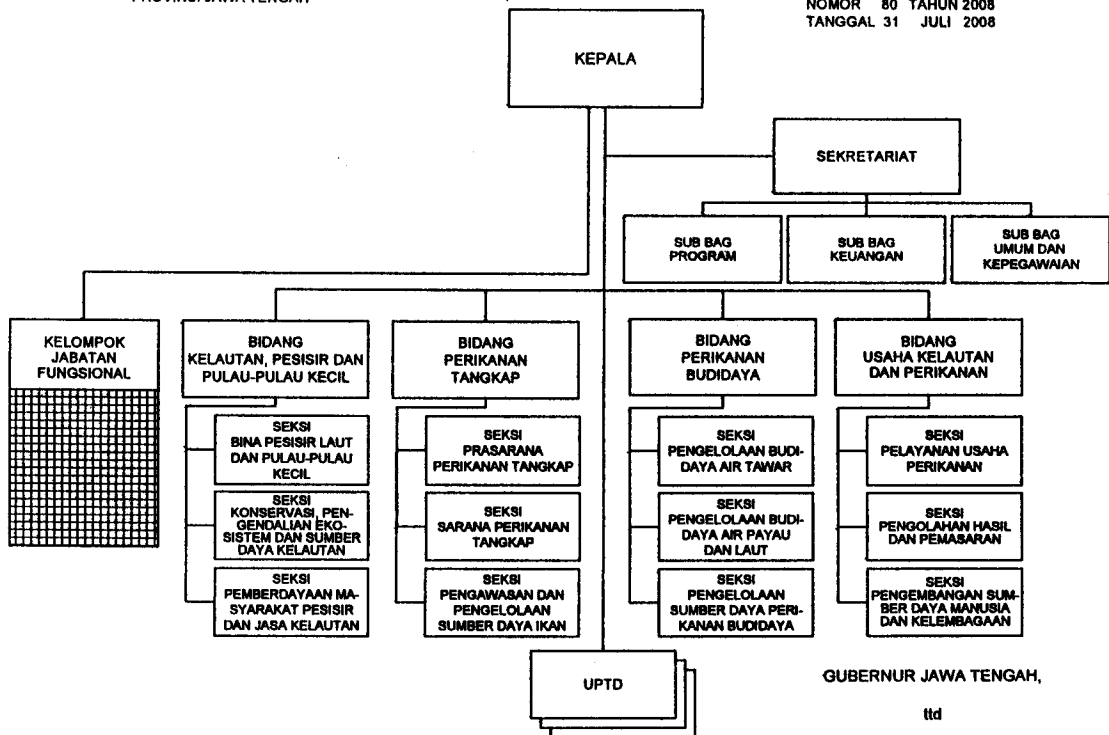 PROVINSI JAWA TENGAH
NOMOR 80 TAHUN 2008
TANGGAL 31 JULI 2008
KEPALA
SEKRETARIAT
SUB BAG
PROGRAM
SUB BAG
KEUANGAN
SUB BAG
UMUM DAN
KEPEGAWAIAN
KELOMPOK
JABATAN
FUNGSIONAL
BIDANG
KELAUTAN, PESISIR DAN
PULAU-PULAU KECIL
BIDANG
PERIKANAN
TANGKAP
BIDANG
PERIKANAN
BUDIDAYA
BIDANG
USAHA KELAUTAN
DAN PERIKANAN
SEKSI
BINA PESISIR LAUT
DAN PULAU-PULAU
KECIL
SEKSI
PRASARANA
PERIKANAN TANGKAP
SEKSI
PENGELOLAAN BUDI-
DAYA AIR TAWAR
SEKSI
PELAYANAN USAHA
PERIKANAN
SEKSI
KONSERVASI, PEN-
GENDALIAN EKO-
SISTEM DAN SUMBER
DAYA KELAUTAN
SEKSI
SARANA PERIKANAN
TANGKAP
SEKSI
PENGELOLAAN BUDI-
DAYA AIR PAYAU
DAN LAUT
SEKSI
PENGOLAHAN HASIL
DAN PEMASARAN
SEKSI
PEMBERDAYAAN MA-
SYARAKAT PESISIR
DAN JASA KELAUTAN
SEKSI
PENGAWASAN DAN
PENGELOLAAN
SUMBER DAYA IKAN
SEKSI
PENGELOLAAN
SUMBER DAYA PERI-
KANAN BUDIDAYA
SEKSI
PENGEMBANGAN SUM-
BER DAYA MANUSIA
DAN KELEMBAGAAN
UPTD
GUBERNUR JAWA TENGAH,
ttd